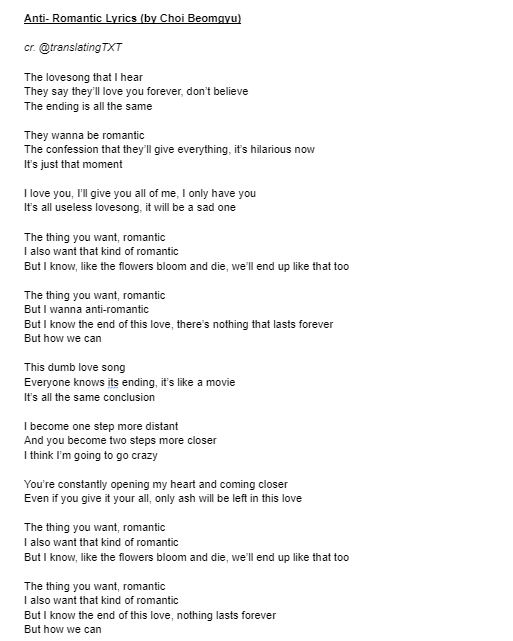 Anti- Romantic Lyrics (by Choi Beomgyu)
cr. @translatingTXT
The lovesong that I hear
They say they'll love you forever, don't believe
The ending is all the same
They wanna be romantic
The confession that they'll give everything, it's hilarious now
It's just that moment
I love you, I'll give you all of me, I only have you
It's all useless lovesong, it will be a sad one
The thing you want, romantic
I also want that kind of romantic
But I know, like the flowers bloom and die, we'll end up like that too
The thing you want, romantic
But I wanna anti-romantic
But I know the end of this love, there's nothing that lasts forever
But how we can
This dumb love song
Everyone knows its ending, it's like a movie
It's all the same conclusion
I become one step more distant
And you become two steps more closer
I think I'm going to go crazy
You're constantly opening my heart and coming closer
Even if you give it your all, only ash will be left in this love
The thing you want, romantic
I also want that kind of romantic
But I know, like the flowers bloom and die, we'll end up like that too
The thing you want, romantic
I also want that kind of romantic
But I know the end of this love, nothing lasts forever
But how we can